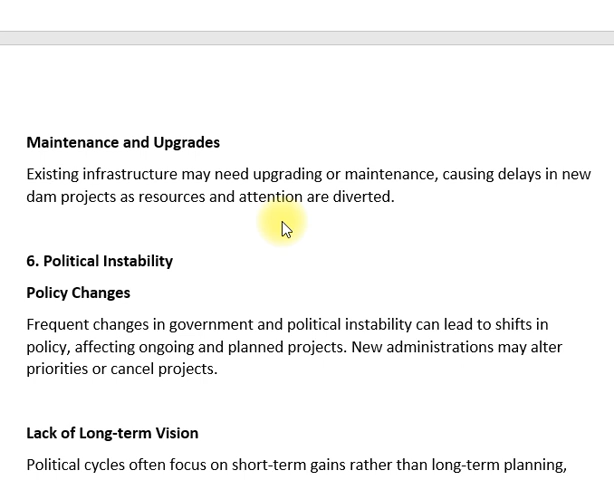 Maintenance and Upgrades
Existing infrastructure may need upgrading or maintenance, causing delays in new
dam projects as resources and attention are diverted.
6. Political Instability
Policy Changes
Frequent changes in government and political instability can lead to shifts in
policy, affecting ongoing and planned projects. New administrations may alter
priorities or cancel projects.
Lack of Long-term Vision
Political cycles often focus on short-term gains rather than long-term planning,